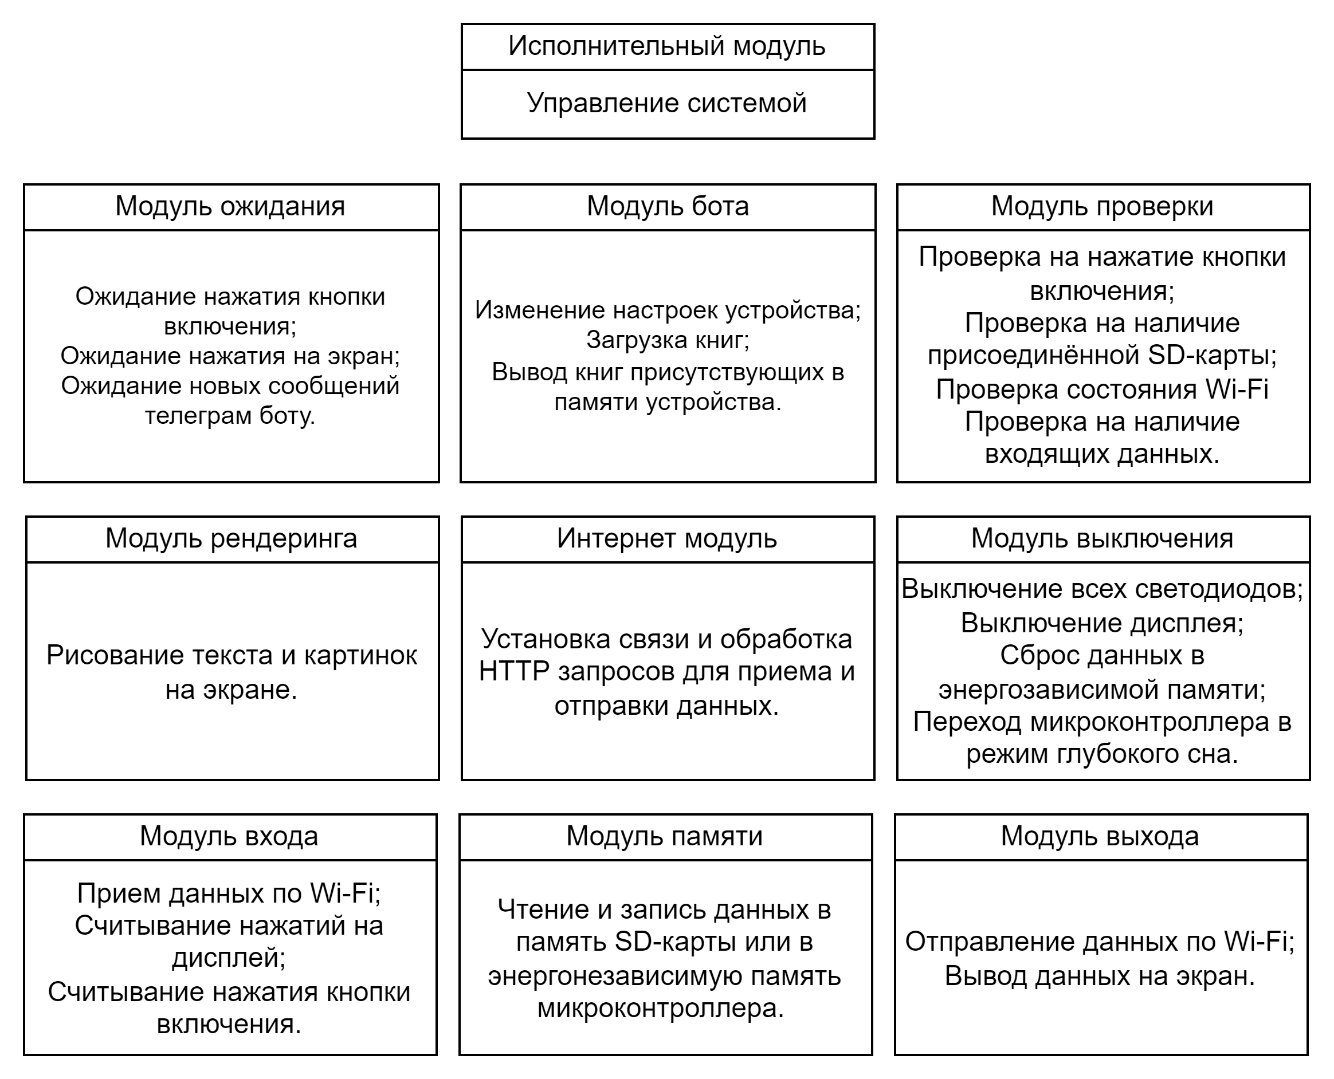 Исполнительный модуль
Управление системой
Модуль ожидания
Ожидание нажатия кнопки
включения;
Ожидание нажатия на экран;
Ожидание новых сообщений
телеграм боту.
Модуль бота
Изменение настроек устройства;
Загрузка книг;
Вывод книг присутствующих в
памяти устройства.
Модуль проверки
Проверка на нажатие кнопки
включения;
Проверка на наличие
присоединённой SD-карты;
Проверка состояния Wi-Fi
Проверка на наличие
входящих данных.
Модуль рендеринга
Рисование текста и картинок
на экране.
Интернет модуль
Установка связи и обработка
HTTP запросов для приема и
отправки данных.
Модуль выключения
Выключение всех светодиодов;
Выключение дисплея;
Сброс данных в
энергозависимой памяти;
Переход микроконтроллера в
режим глубокого сна.
Модуль входа
Прием данных по Wi-Fi;
Считывание нажатий на
дисплей;
Считывание нажатия кнопки
включения.
Модуль памяти
Чтение и запись данных в
память SD-карты или в
энергонезависимую память
микроконтроллера.
Модуль выхода
Отправление данных по Wi-Fi;
Вывод данных на экран.